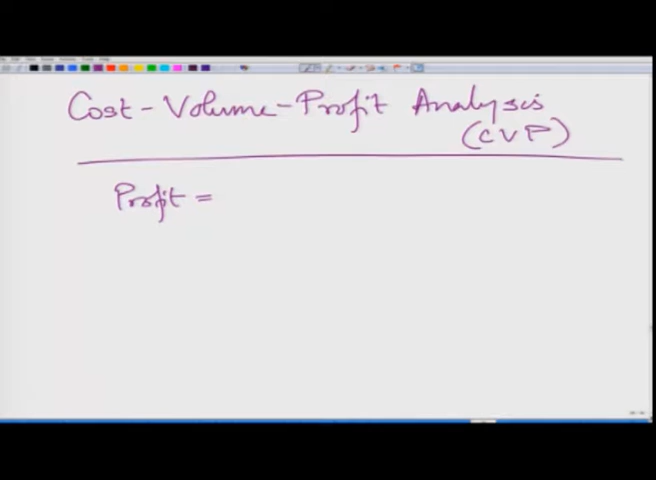 Cost-Volume-Profit Analysis
(CVP)
Profit =